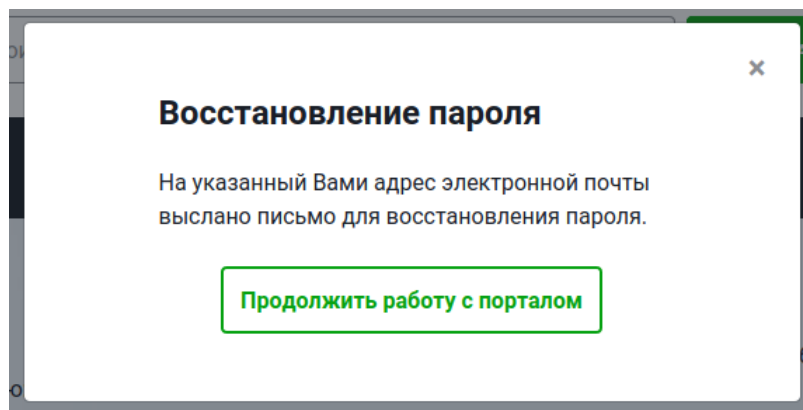 Восстановление пароля
На указанный Вами адрес электронной почты
выслано письмо для восстановления пароля.
Продолжить работу с порталом